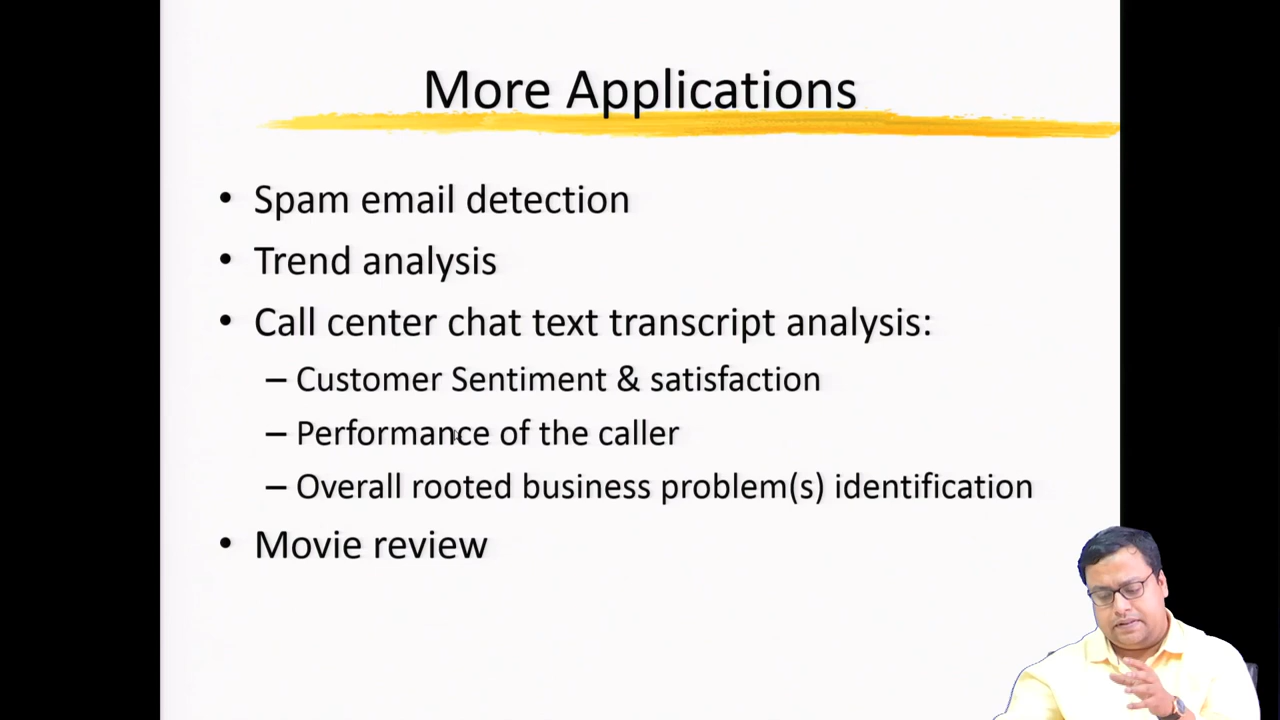 More Applications
• Spam email detection
• Trend analysis
• Call center chat text transcript analysis:
– Customer Sentiment & satisfaction
– Performance of the caller
– Overall rooted business problem(s) identification
• Movie review